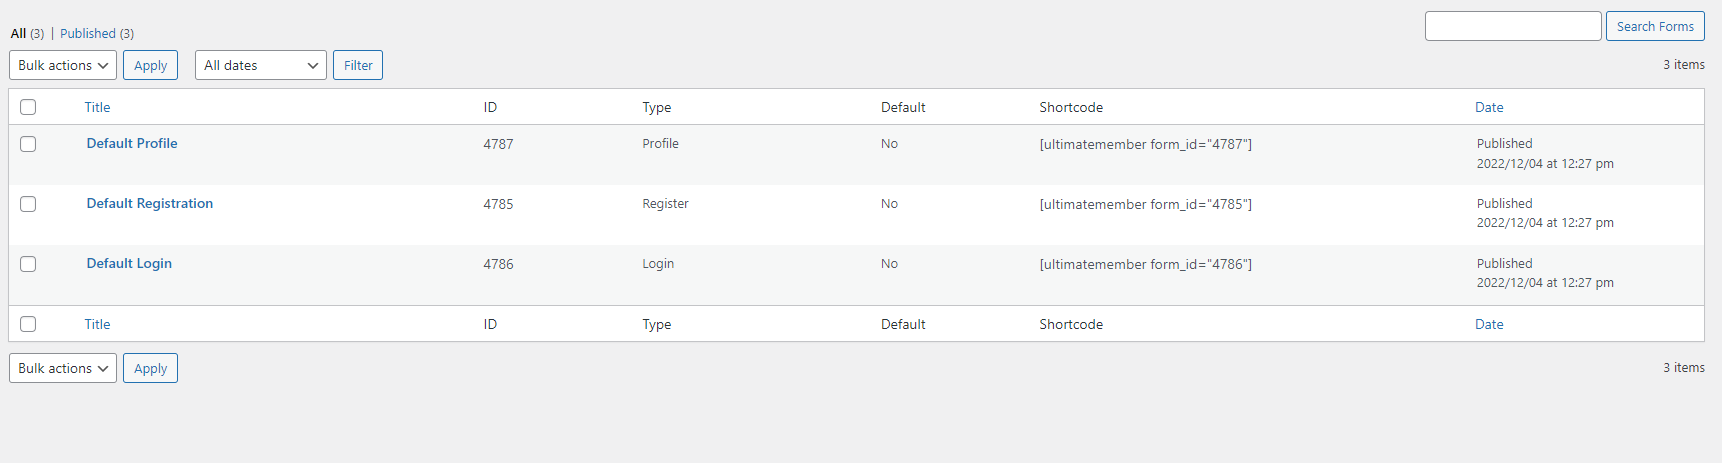 All (3) | Published (3)
Search Forms
Bulk actions Apply All dates Filter
3 items
Title ID Type Default Shortcode Date
Default Profile 4787 Profile No [ultimatemember form_id="4787"] Published
2022/12/04 at 12:27 pm
Default Registration 4785 Register No [ultimatemember form_id="4785"] Published
2022/12/04 at 12:27 pm
Default Login 4786 Login No [ultimatemember form_id="4786"] Published
2022/12/04 at 12:27 pm
Title ID Type Default Shortcode Date
Bulk actions Apply
3 items